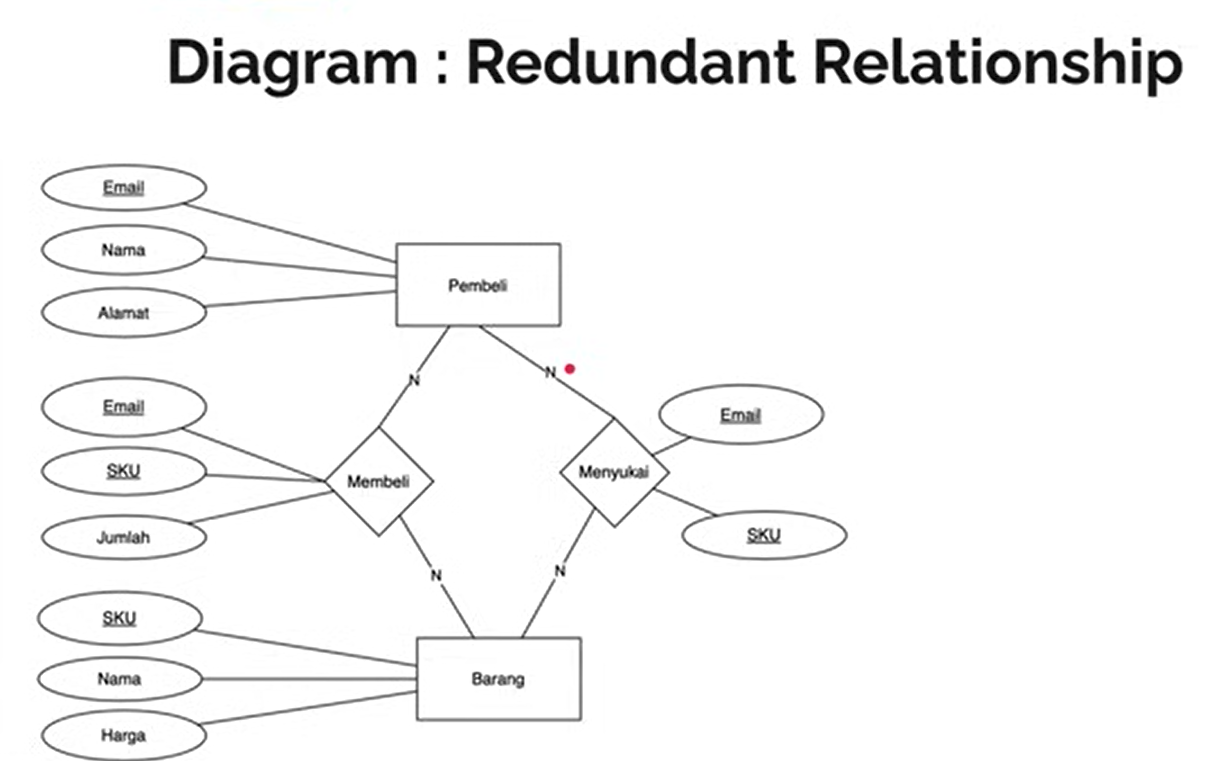 Diagram : Redundant Relationship
Email
Nama
Alamat
Pembeli
N
N
Email
SKU
Jumlah
Membeli
Menyukai
Email
SKU
N
N
SKU
Nama
Harga
Barang